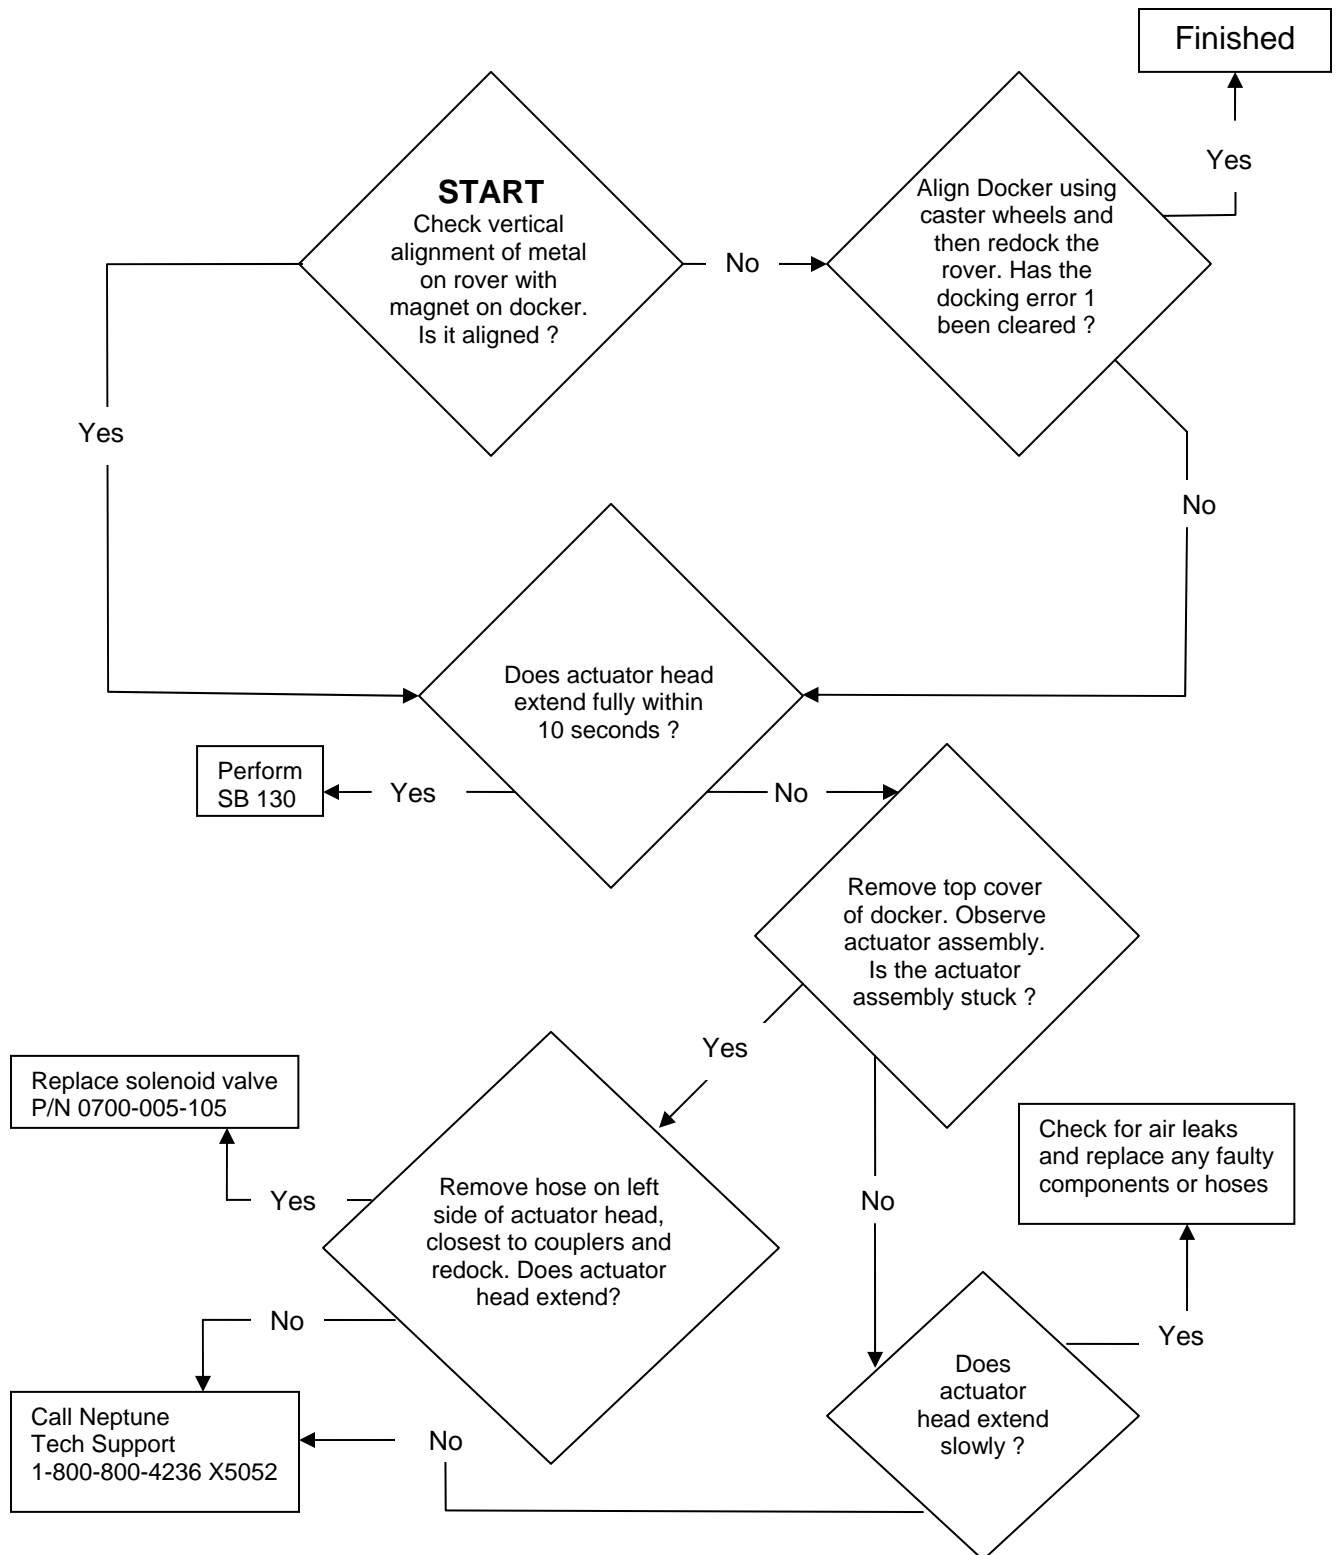 Finished
Yes
START
Check vertical
alignment of metal
on rover with
magnet on docker.
Is it aligned ?
No
Align Docker using
caster wheels and
then redock the
rover. Has the
docking error 1
been cleared ?
Yes
No
Does actuator head
extend fully within
10 seconds ?
Perform
SB 130
Yes
No
Remove top cover
of docker. Observe
actuator assembly.
Is the actuator
assembly stuck ?
Yes
Replace solenoid valve
P/N 0700-005-105
Yes
Remove hose on left
side of actuator head,
closest to couplers and
redock. Does actuator
head extend?
No
Check for air leaks
and replace any faulty
components or hoses
No
Yes
Does
actuator
head extend
slowly ?
Call Neptune
Tech Support
1-800-800-4236 X5052
No